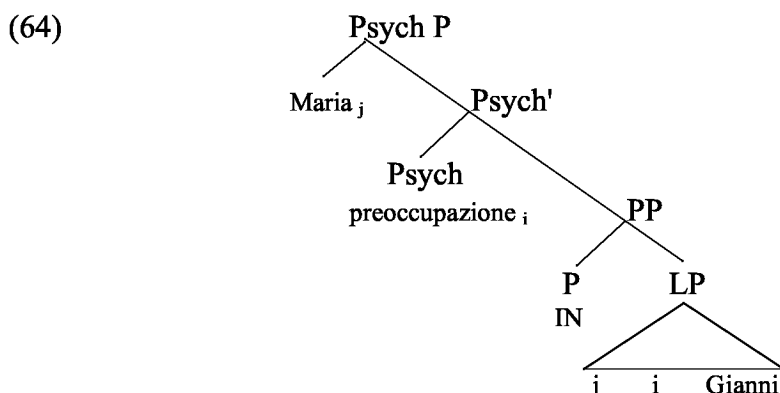 (64)
Psych P
Maria j
Psych'
Psych
preoccupazione i
PP
P LP
IN
j i Gianni